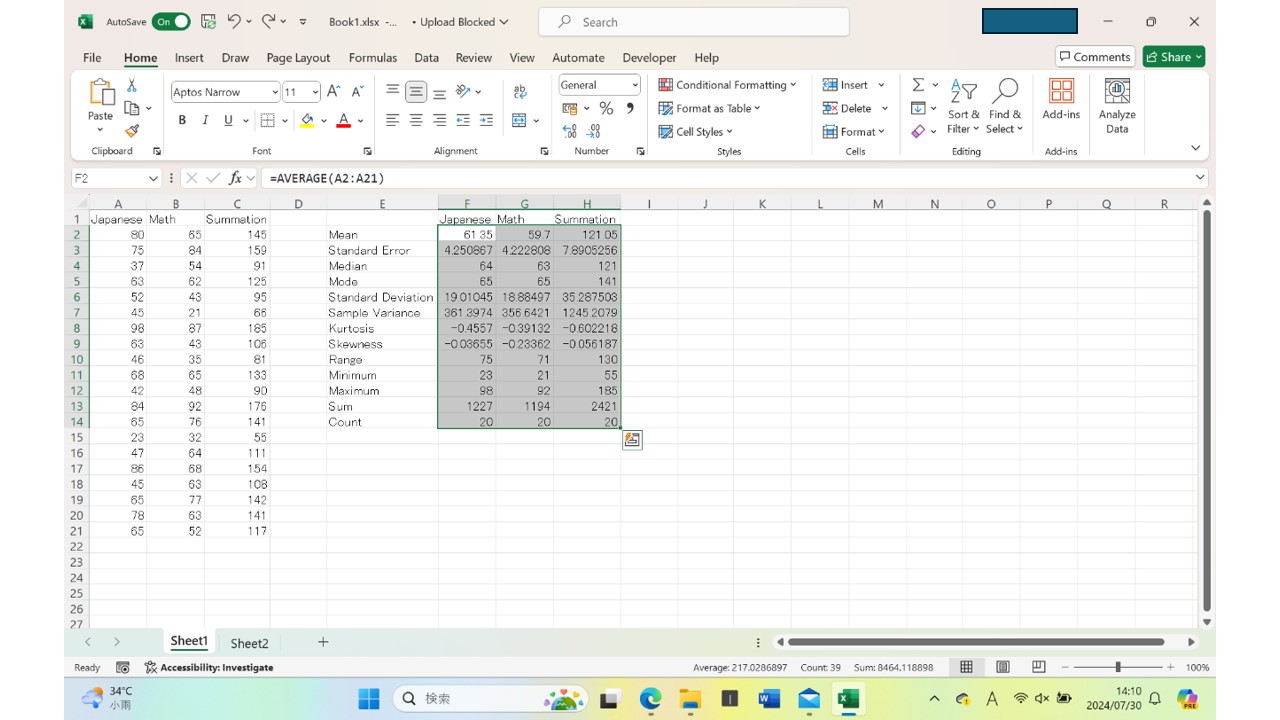 AutoSave On Book1.xlsx -... • Upload Blocked Search
File Home Insert Draw Page Layout Formulas Data Review View Automate Developer Help Comments Share
Aptos Narrow 11 General Conditional Formatting Insert
Paste B I U Format as Table Delete Sort & Filter Find & Select Add-ins Analyze Data
Cell Styles Format
Clipboard Font Alignment Number Styles Cells Editing Add-ins
F2 fx =AVERAGE(A2:A21)
A B C D E F G H I J K L M N O P Q R
1 Japanese Math Summation Japanese Math Summation
2 80 65 145 Mean 61.35 59.7 121.05
3 75 84 159 Standard Error 4.250867 4.222808 7.8905256
4 37 54 91 Median 64 63 121
5 63 62 125 Mode 65 65 141
6 52 43 95 Standard Deviation 19.01045 18.88497 35.287503
7 45 21 66 Sample Variance 361.3974 356.6421 1245.2079
8 98 87 185 Kurtosis -0.4557 -0.39132 -0.602218
9 63 43 106 Skewness -0.03655 -0.23362 -0.056187
10 46 35 81 Range 75 71 130
11 68 65 133 Minimum 23 21 55
12 42 48 90 Maximum 98 92 185
13 84 92 176 Sum 1227 1194 2421
14 65 76 141 Count 20 20 20
15 23 32 55
16 47 64 111
17 86 68 154
18 45 63 108
19 65 77 142
20 78 63 141
21 65 52 117
22
23
24
25
26
27
Sheet1 Sheet2
Ready Accessibility: Investigate Average: 217.0286897 Count: 39 Sum: 8464.118898 100%
34°C 検索 A 14:10
小雨 2024/07/30 PRE